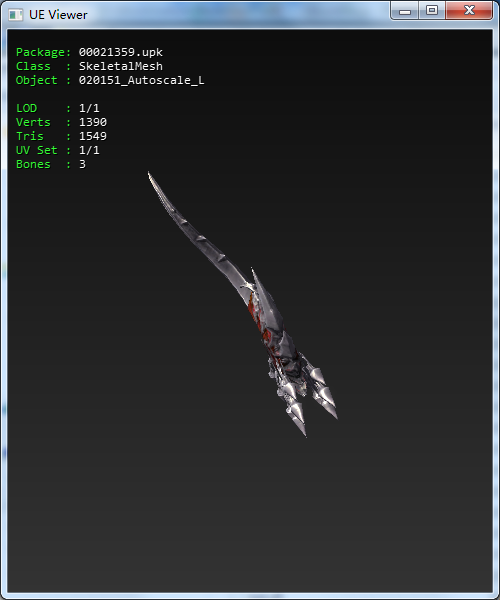 UE Viewer
Package: 00021359.upk
Class : SkeletalMesh
Object : 020151_Autoscale_L
LOD : 1/1
Verts : 1390
Tris : 1549
UV Set : 1/1
Bones : 3